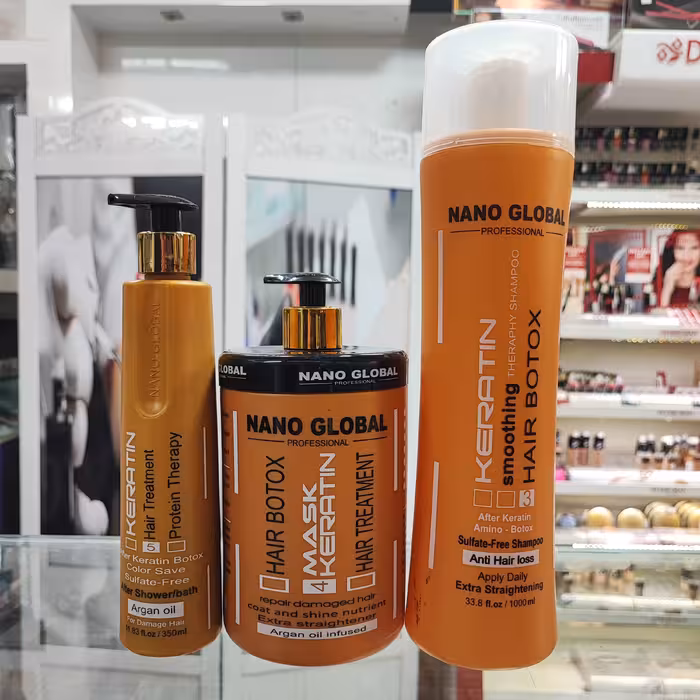 NANO GLOBAL
KERATIN
Hair Treatment
Protein Therapy
5
After Keratin Botox
Color Save
Sulfate-Free
After Shower/bath
Argan oil
For Damage Hair
11.83 fl.oz / 350ml
GLOBAL
NANO GLOBAL
PROFESSIONAL
NANO GLOBAL
PROFESSIONAL
HAIR BOTOX
MASK
KERATIN
HAIR TREATMENT
4
repair damaged hair
coat and shine nutrient
Extra straightener
Argan oil infused
NANO GLOBAL
PROFESSIONAL
KERATIN
THERAPHY SHAMPOO
smoothing
HAIR BOTOX
3
After Keratin
Amino - Botox
Sulfate-Free Shampoo
Anti Hair loss
Apply Daily
Extra Straightening
33.8 fl.oz / 1000ml
D